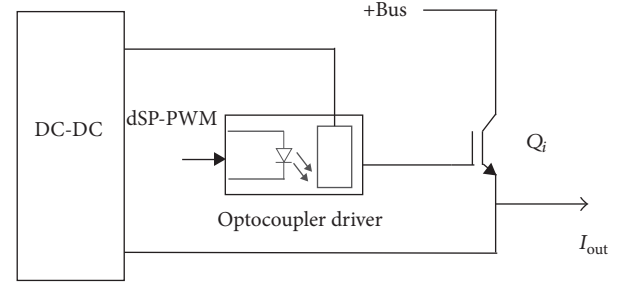 +Bus
DC-DC
dSP-PWM
Qi
Optocoupler driver
Iout